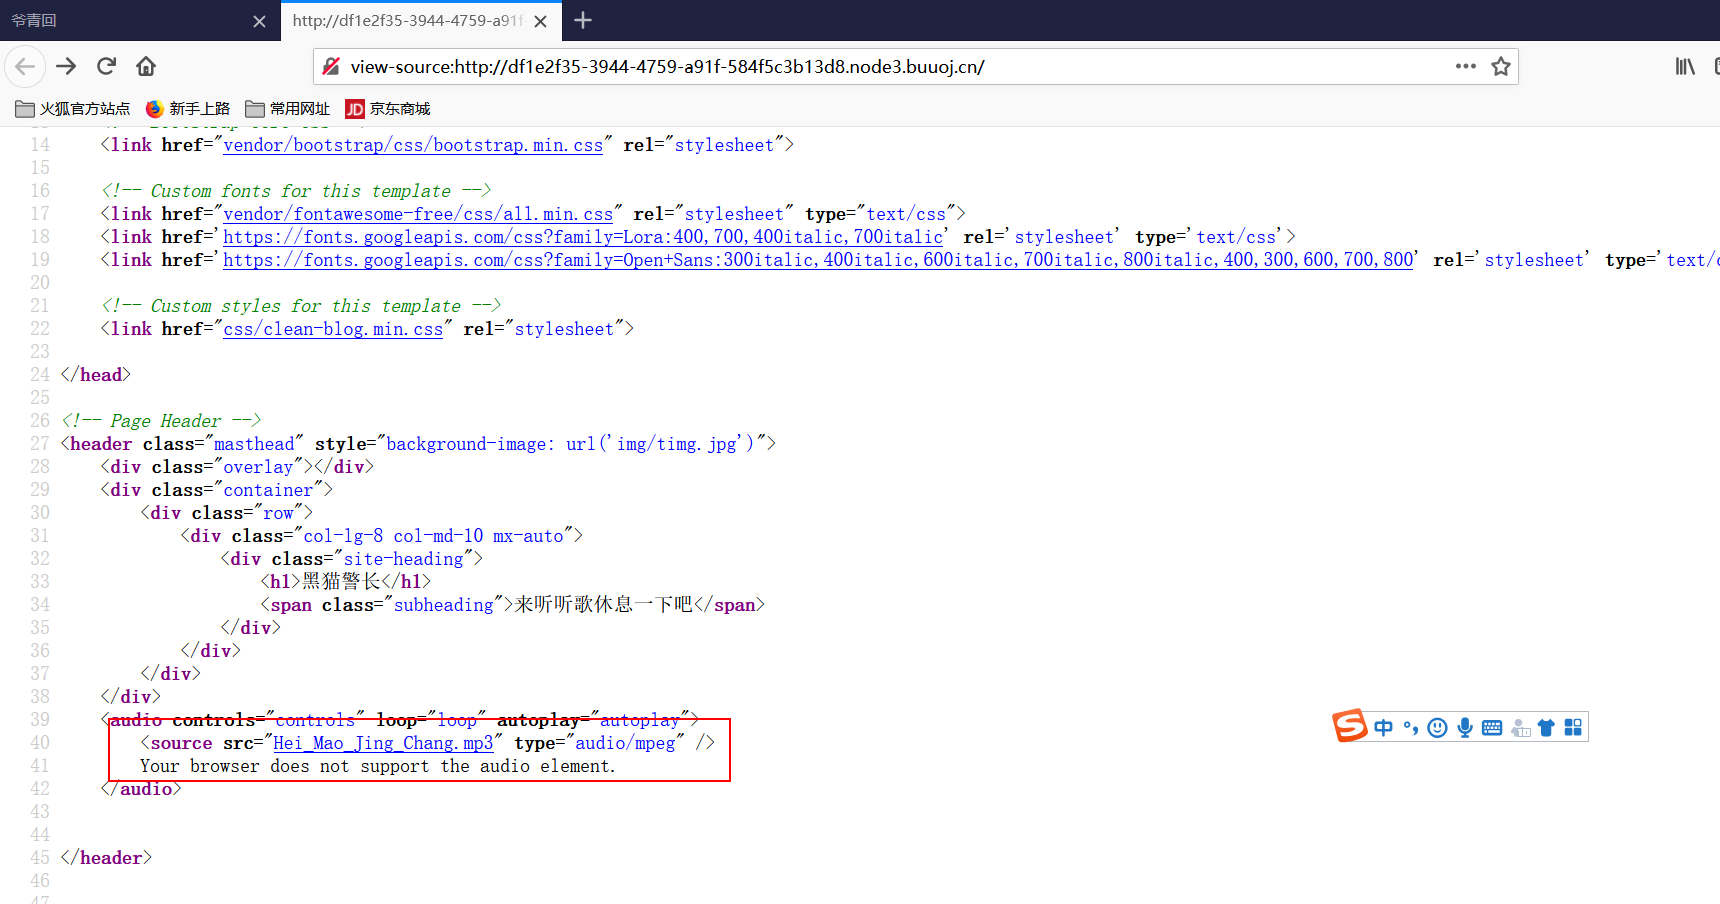 爷青回
http://df1e2f35-3944-4759-a91f
view-source:http://df1e2f35-3944-4759-a91f-584f5c3b13d8.node3.buuoj.cn/
火狐官方站点 新手上路 常用网址 JD 京东商城
14 <link href="vendor/bootstrap/css/bootstrap.min.css" rel="stylesheet">
15
16 <!-- Custom fonts for this template -->
17 <link href="vendor/fontawesome-free/css/all.min.css" rel="stylesheet" type="text/css">
18 <link href='https://fonts.googleapis.com/css?family=Lora:400,700,400italic,700italic' rel='stylesheet' type='text/css'>
19 <link href='https://fonts.googleapis.com/css?family=Open+Sans:300italic,400italic,600italic,700italic,800italic,400,300,600,700,800' rel='stylesheet' type='text/
20
21 <!-- Custom styles for this template -->
22 <link href="css/clean-blog.min.css" rel="stylesheet">
23
24 </head>
25
26 <!-- Page Header -->
27 <header class="masthead" style="background-image: url('img/timg.jpg')">
28 <div class="overlay"></div>
29 <div class="container">
30 <div class="row">
31 <div class="col-lg-8 col-md-10 mx-auto">
32 <div class="site-heading">
33 <h1>黑猫警长</h1>
34 <span class="subheading">来听听歌休息一下吧</span>
35 </div>
36 </div>
37 </div>
38 </div>
39 <audio controls="controls" loop="loop" autoplay="autoplay">
40 <source src="Hei_Mao_Jing_Chang.mp3" type="audio/mpeg" />
41 Your browser does not support the audio element.
42 </audio>
43
44
45 </header>
46
47
S 中